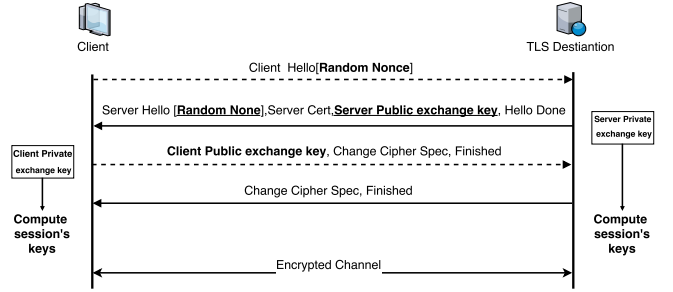 Client
TLS Destiantion
Client Hello[Random Nonce]
Server Hello [Random None],Server Cert,Server Public exchange key, Hello Done
Server Private
exchange key
Client Private
exchange key
Client Public exchange key, Change Cipher Spec, Finished
Change Cipher Spec, Finished
Compute
session's
keys
Compute
session's
keys
Encrypted Channel